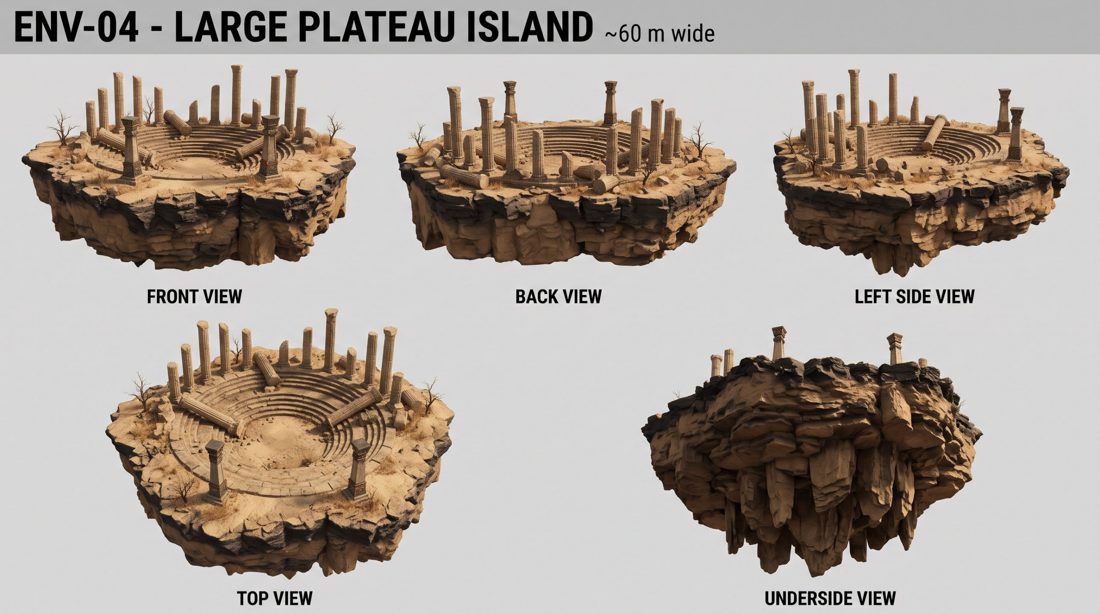 ENV-04 - LARGE PLATEAU ISLAND ~60 m wide
FRONT VIEW
BACK VIEW
LEFT SIDE VIEW
TOP VIEW
UNDERSIDE VIEW